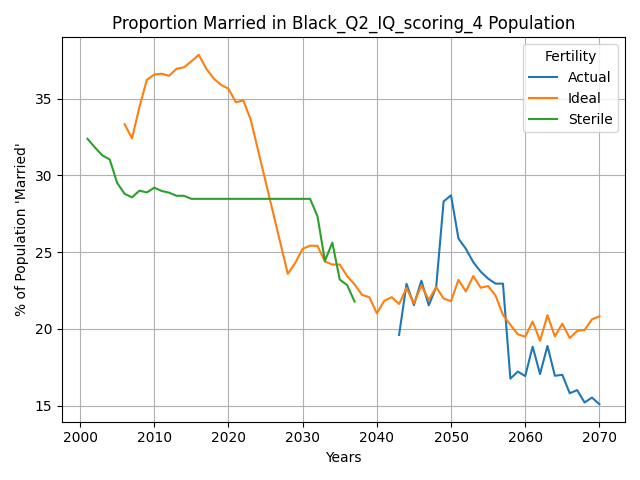 Proportion Married in Black_Q2_IQ_scoring_4 Population
Fertility
Actual
Ideal
Sterile
% of Population 'Married'
35
30
25
20
15
2000 2010 2020 2030 2040 2050 2060 2070
Years